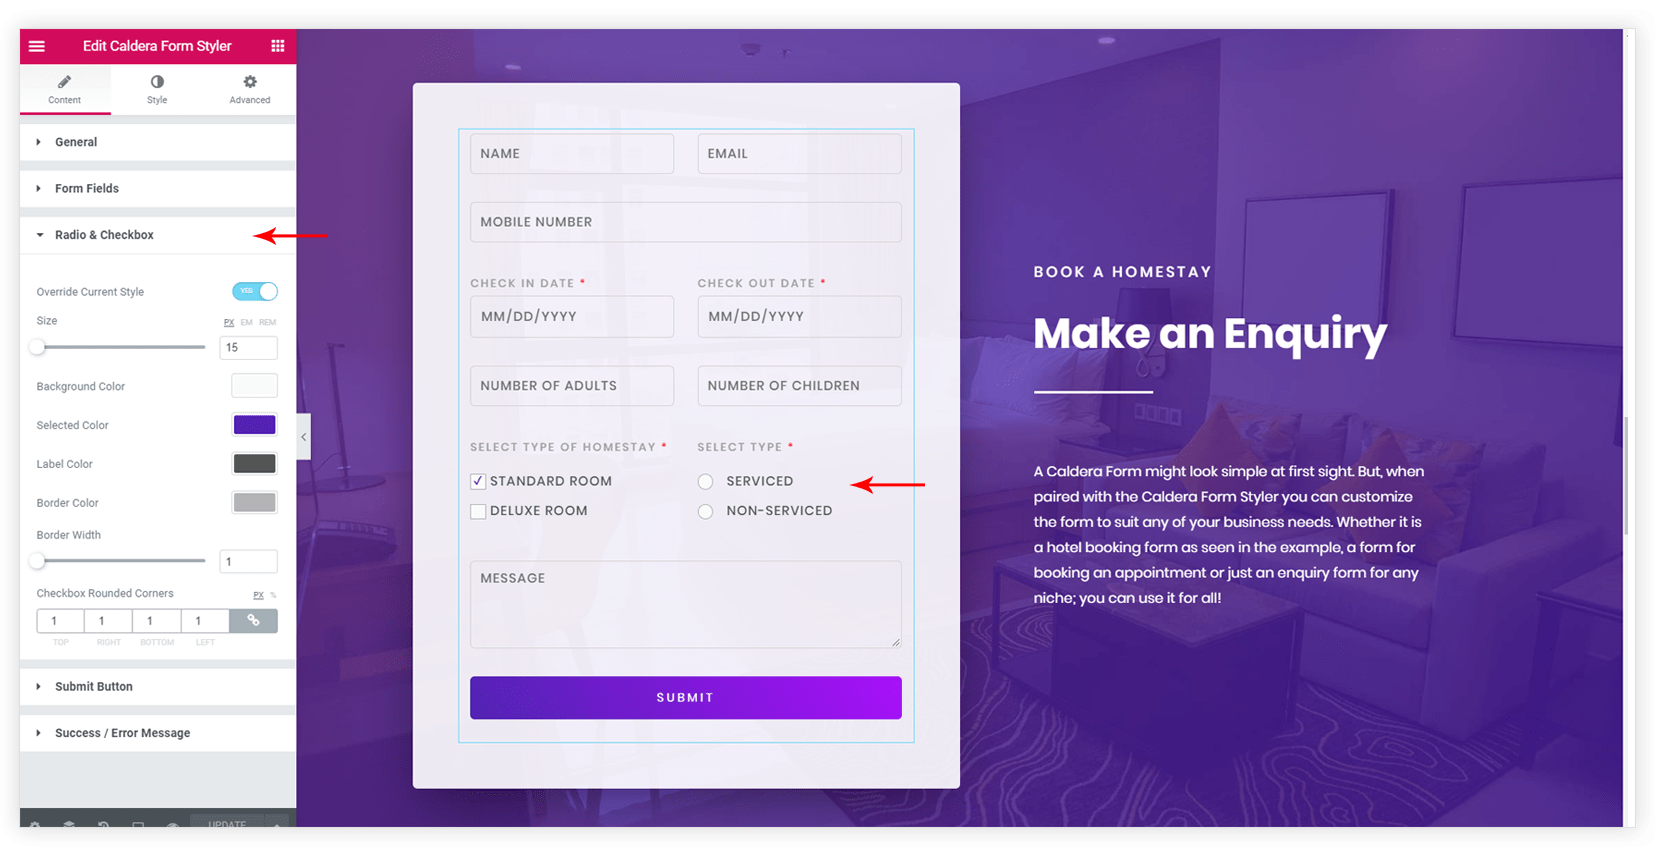 Edit Caldera Form Styler
Content
Style
Advanced
General
Form Fields
Radio & Checkbox
Override Current Style
YES
Size
PX EM REM
15
Background Color
Selected Color
Label Color
Border Color
Border Width
1
Checkbox Rounded Corners
PX %
1 1 1 1
TOP RIGHT BOTTOM LEFT
Submit Button
Success / Error Message
UPDATE
NAME
EMAIL
MOBILE NUMBER
CHECK IN DATE *
CHECK OUT DATE *
MM/DD/YYYY
MM/DD/YYYY
NUMBER OF ADULTS
NUMBER OF CHILDREN
SELECT TYPE OF HOMESTAY *
SELECT TYPE *
STANDARD ROOM
SERVICED
DELUXE ROOM
NON-SERVICED
MESSAGE
SUBMIT
BOOK A HOMESTAY
Make an Enquiry
A Caldera Form might look simple at first sight. But, when
paired with the Caldera Form Styler you can customize
the form to suit any of your business needs. Whether it is
a hotel booking form as seen in the example, a form for
booking an appointment or just an enquiry form for any
niche; you can use it for all!